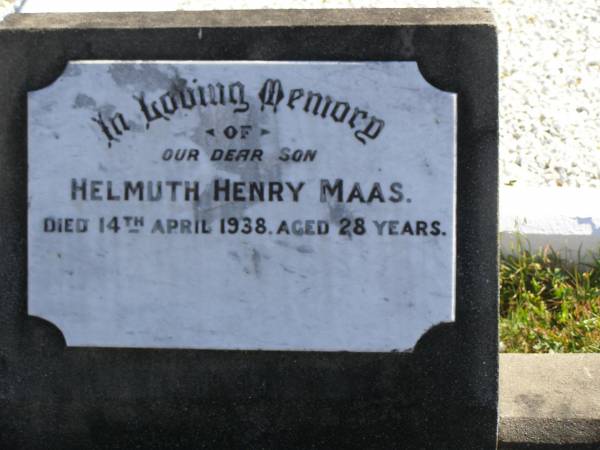 In Loving Memory
OF
OUR DEAR SON
HELMUTH HENRY MAAS.
DIED 14TH APRIL 1938. AGED 28 YEARS.